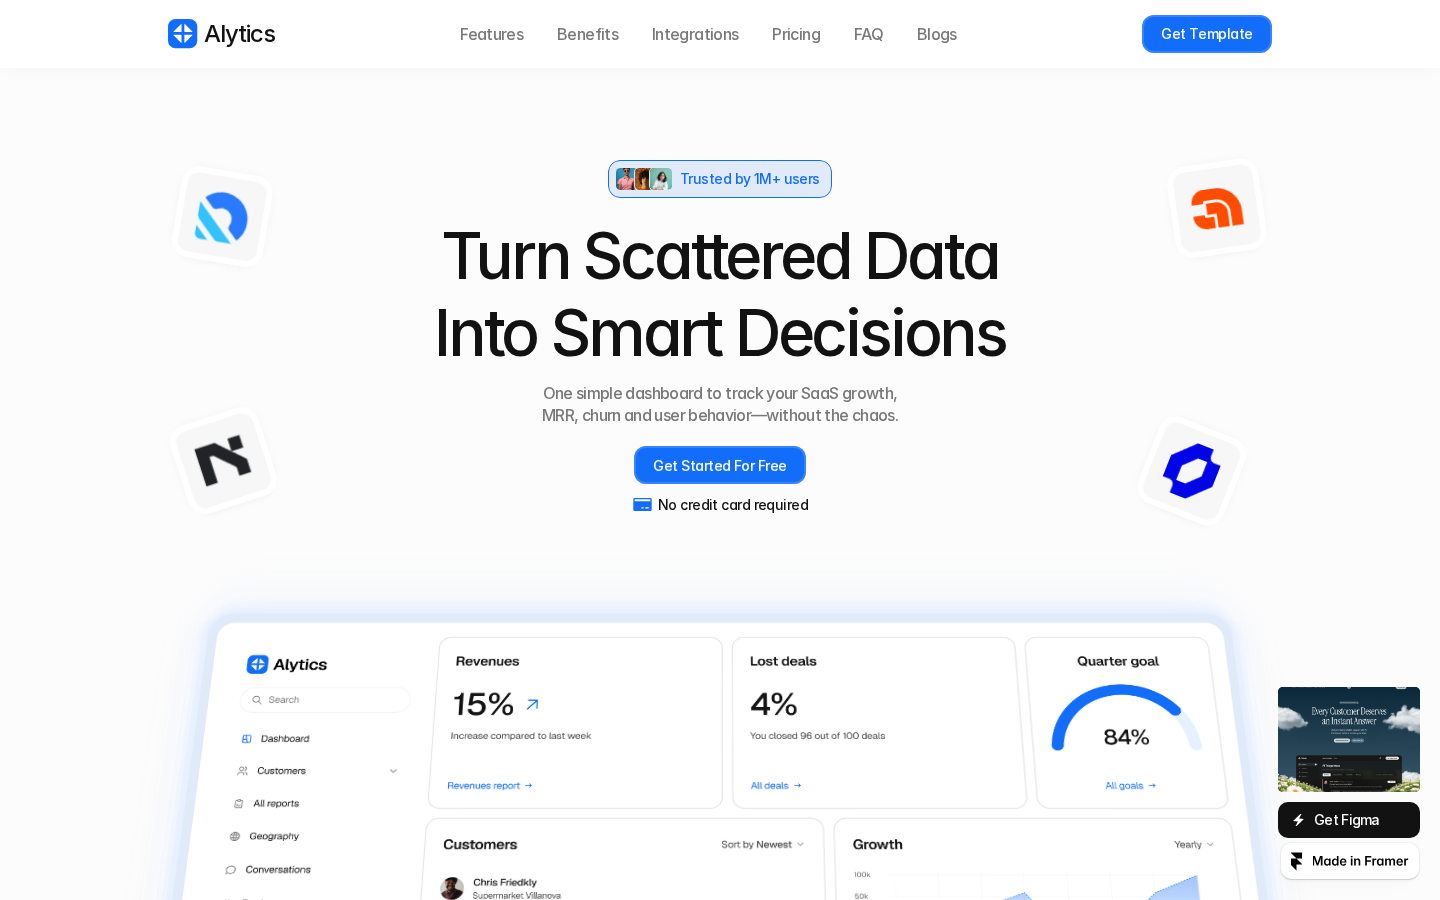 Alytics
Features
Benefits
Integrations
Pricing
FAQ
Blogs
Get Template
Trusted by 1M+ users
Turn Scattered Data
Into Smart Decisions
One simple dashboard to track your SaaS growth,
MRR, churn and user behavior—without the chaos.
Get Started For Free
No credit card required
Alytics
Search
Dashboard
Customers
All reports
Geography
Conversations
Revenues
15%
Increase compared to last week
Revenues report →
Lost deals
4%
You closed 96 out of 100 deals
All deals →
Quarter goal
84%
All goals →
Customers
Sort by Newest
Chris Friedkly
Supermarket Villanova
Growth
Yearly
100k
50k
Every Customer Deserves
an Instant Answer
Get Figma
Made in Framer